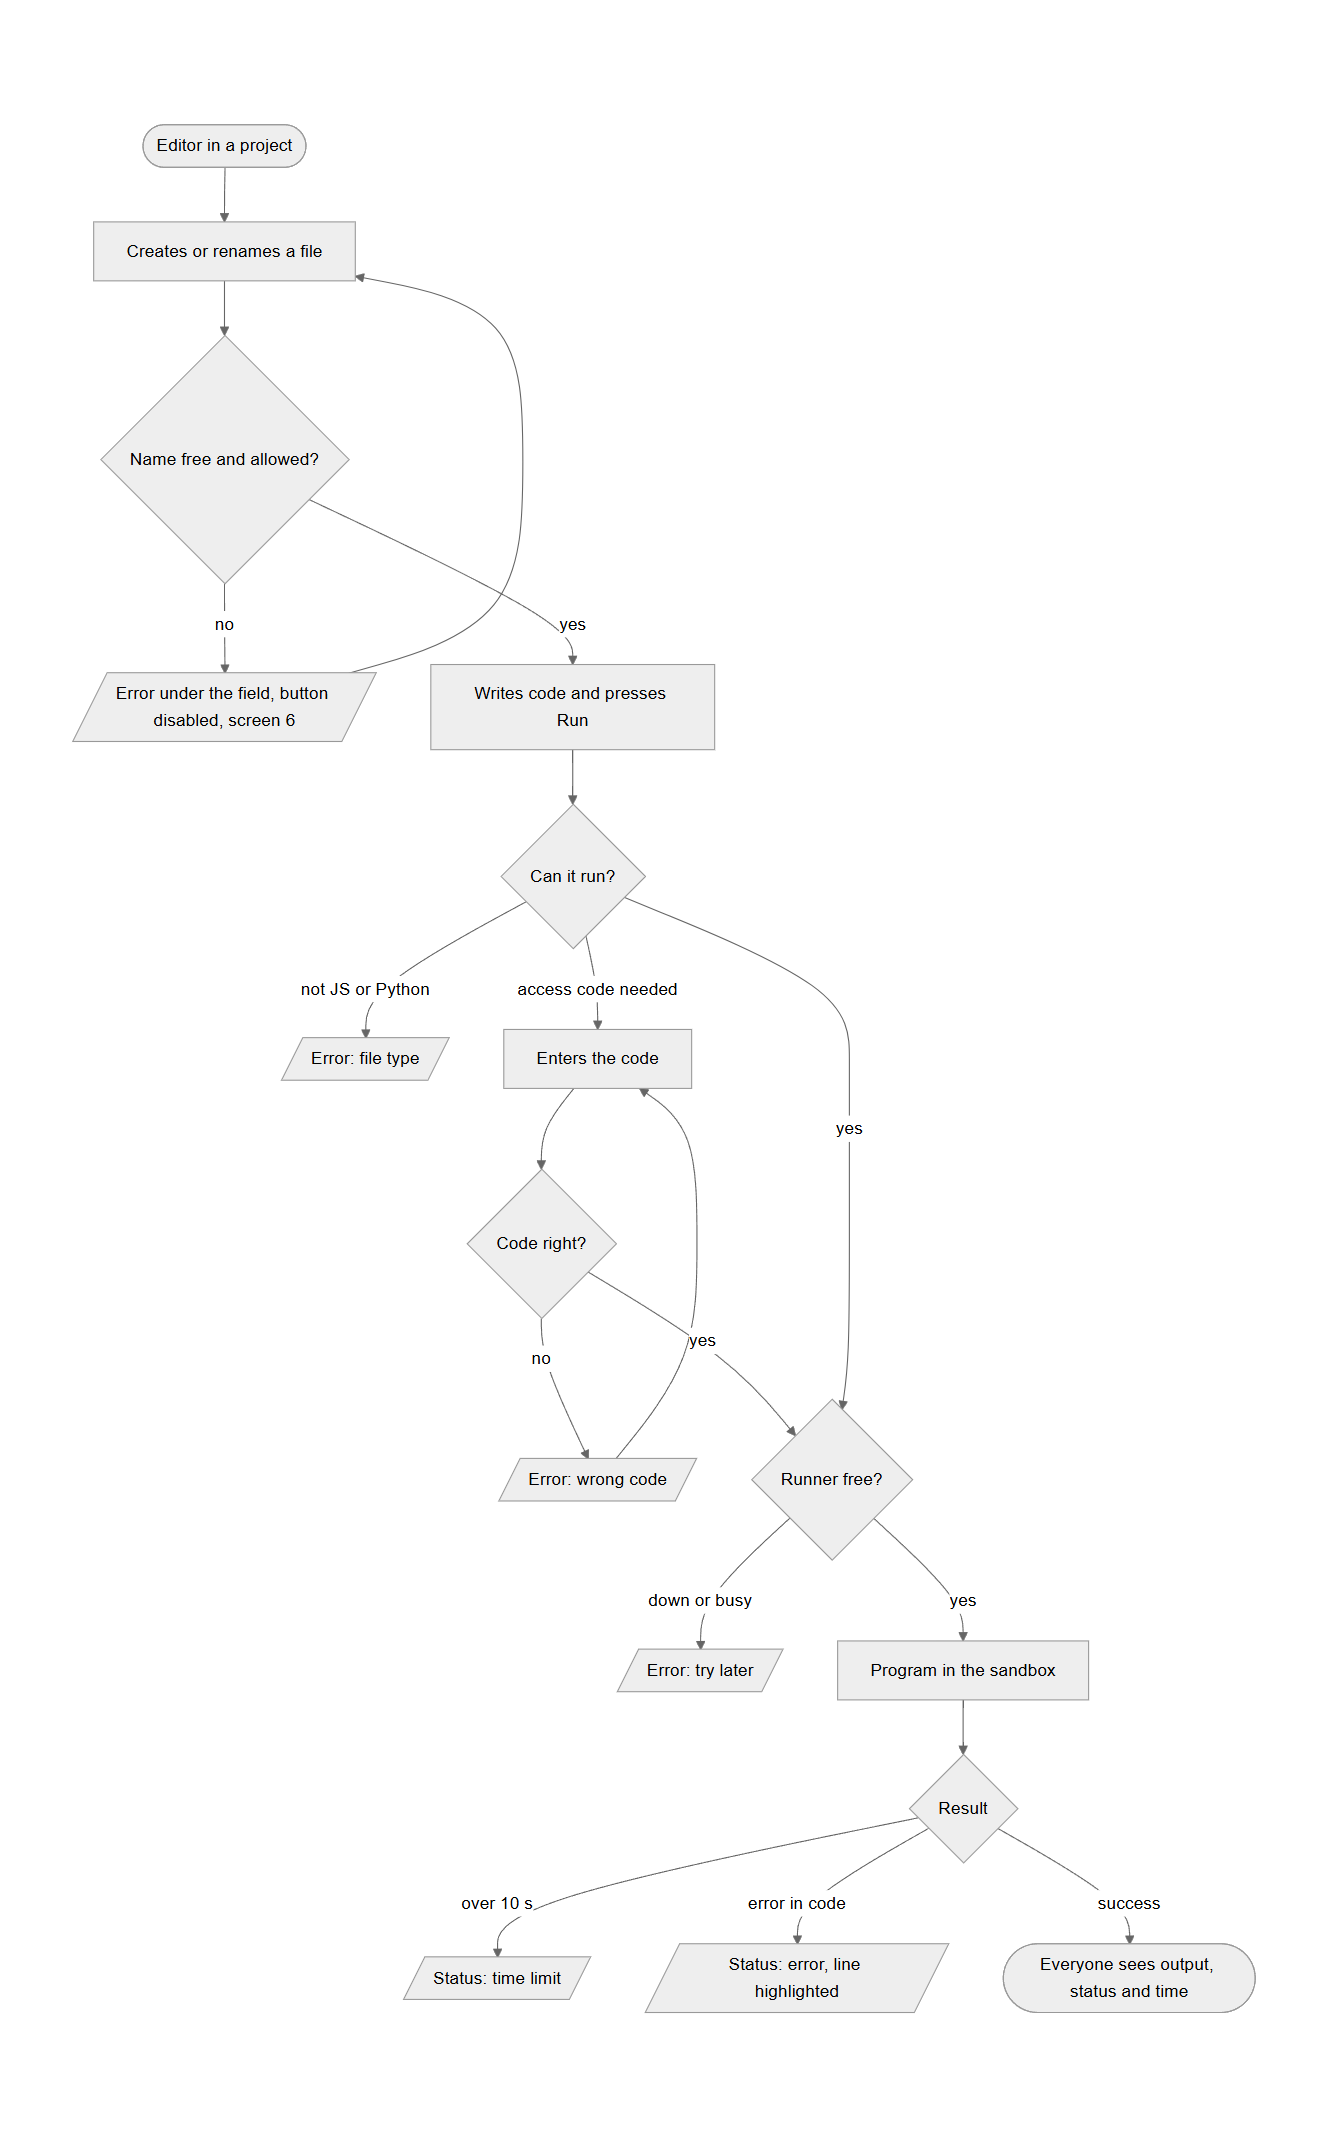 Editor in a project
Creates or renames a file
Name free and allowed?
no
yes
Error under the field, button
disabled, screen 6
Writes code and presses
Run
Can it run?
not JS or Python
access code needed
Error: file type
Enters the code
yes
Code right?
yes
no
Error: wrong code
Runner free?
down or busy
yes
Error: try later
Program in the sandbox
Result
over 10 s
error in code
success
Status: time limit
Status: error, line
highlighted
Everyone sees output,
status and time